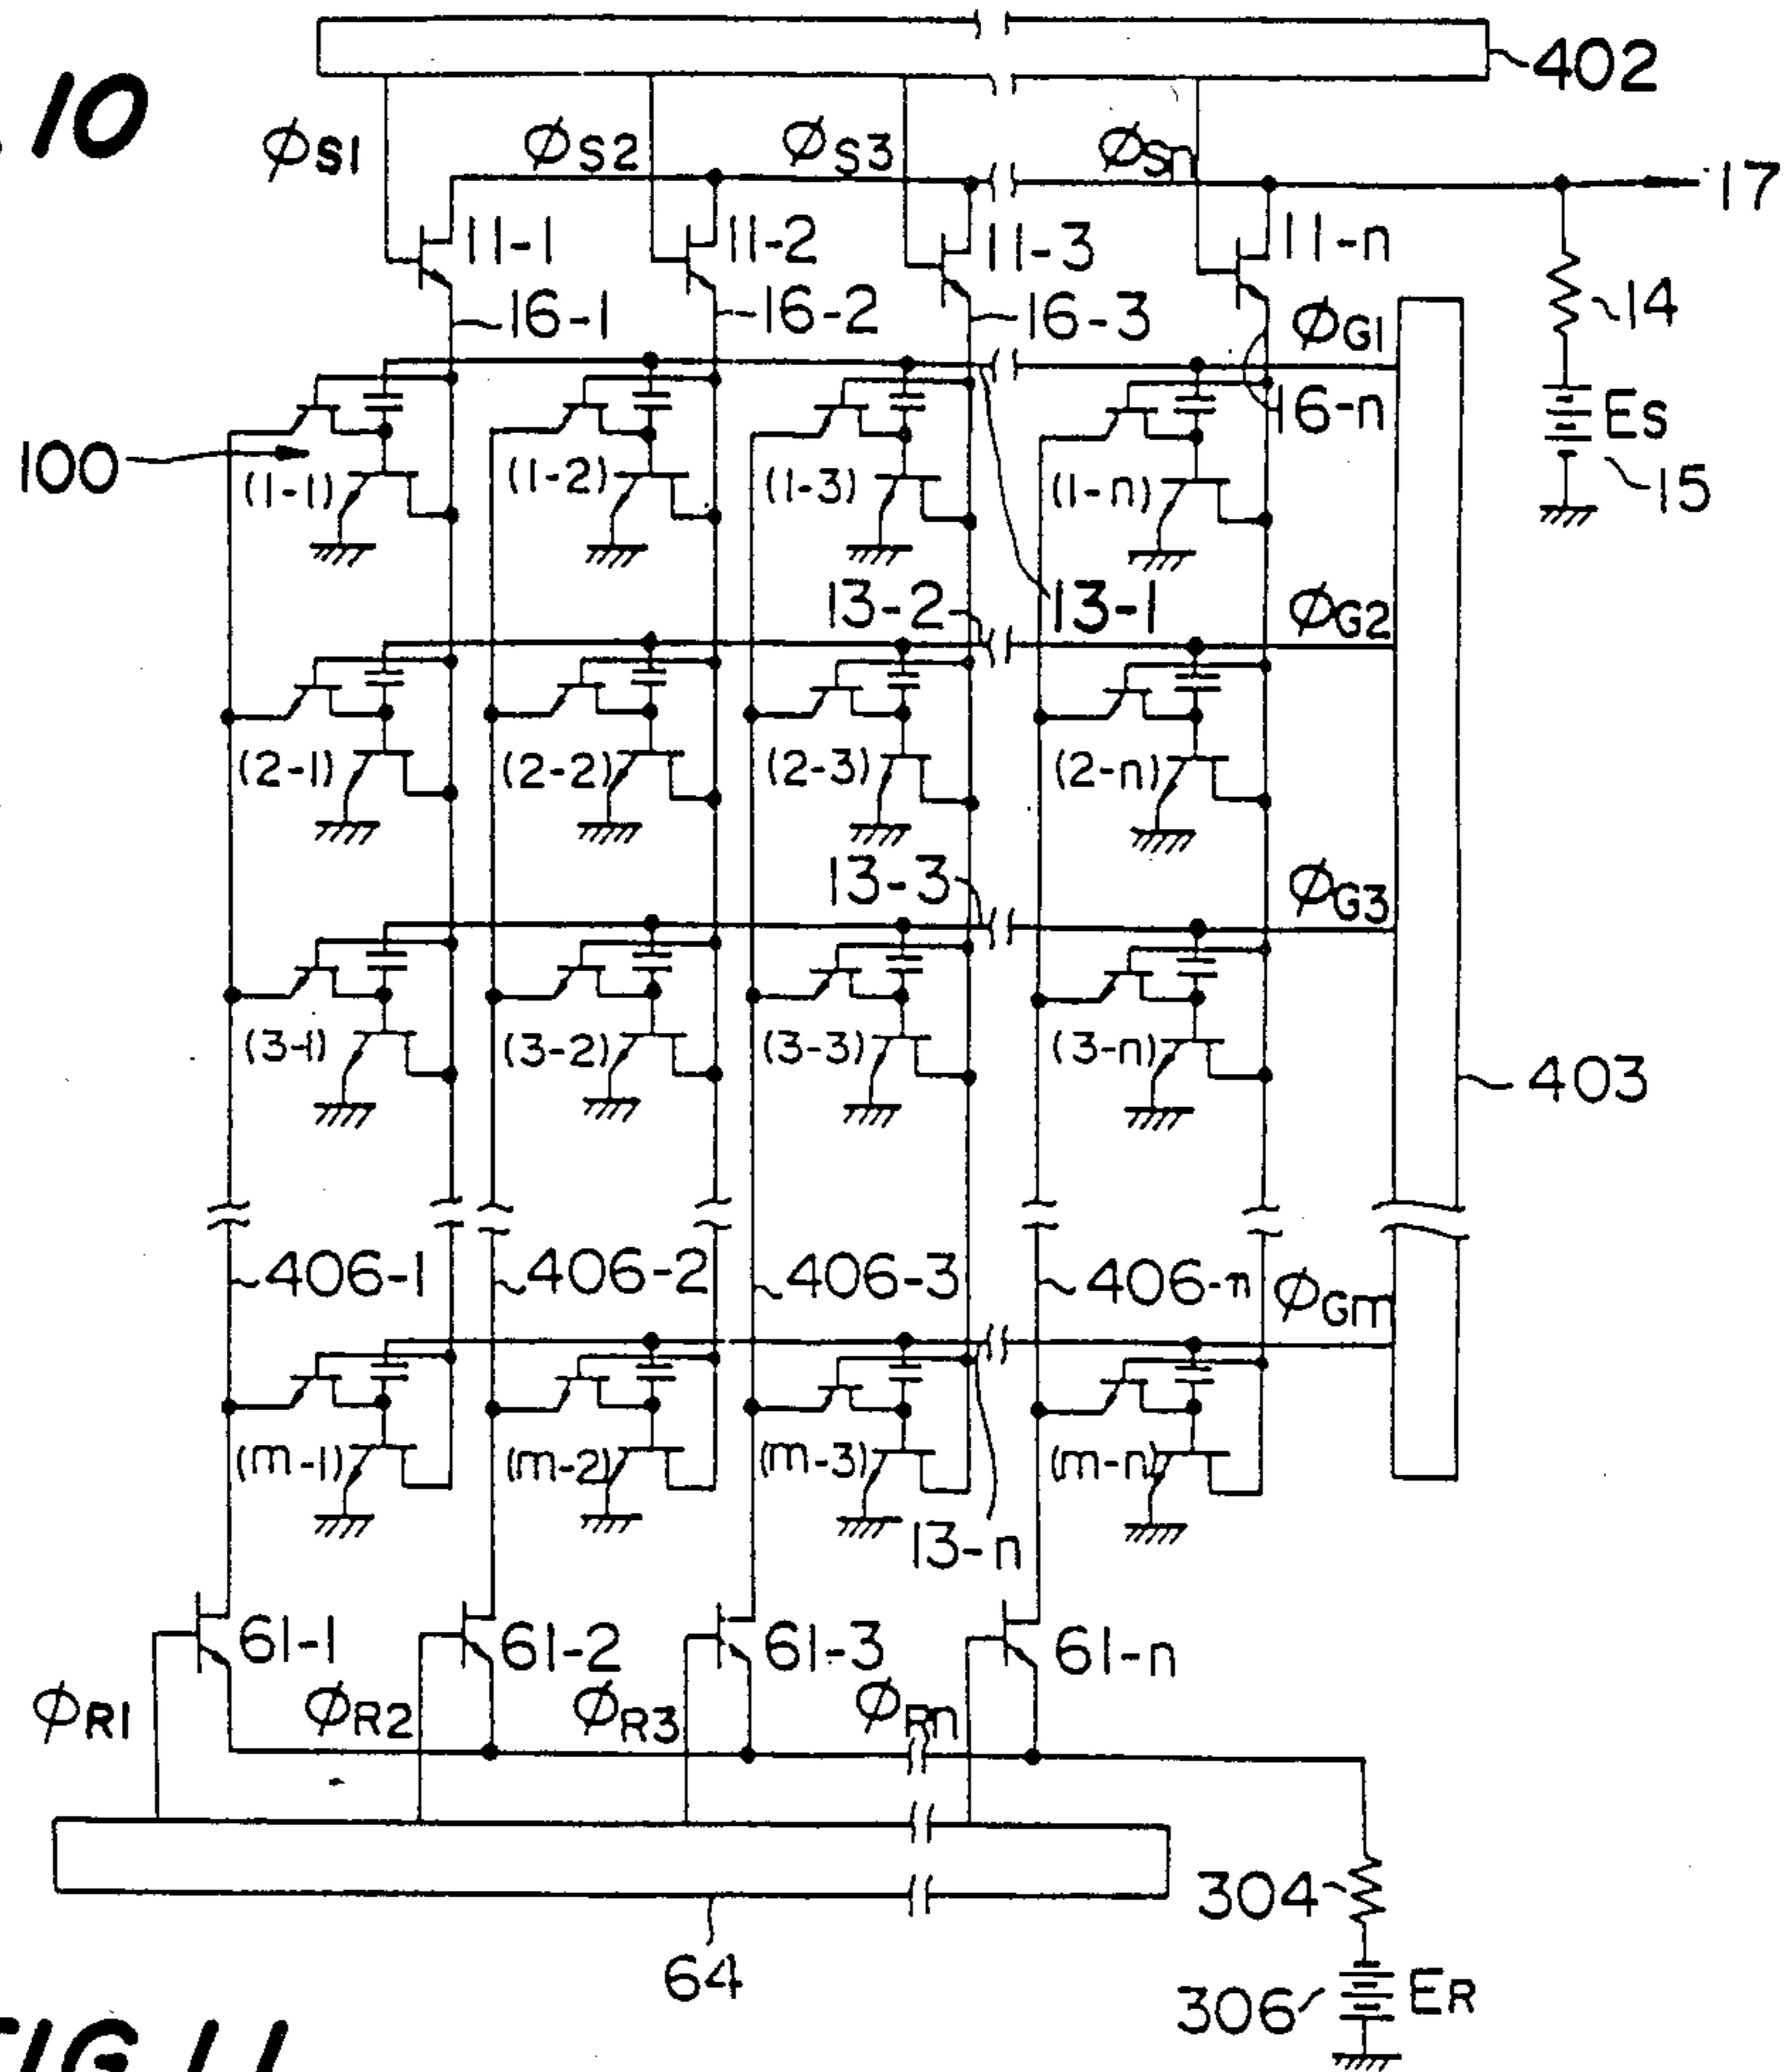 10
402
ϕS1 ϕS2 ϕS3 ϕSn
17
11-1 11-2 11-3 11-n
16-1 16-2 16-3 ϕG1 14
16-n ES
100 (1-1) (1-2) (1-3) (1-n) 15
13-2 13-1 ϕG2
(2-1) (2-2) (2-3) (2-n)
13-3 ϕG3
(3-1) (3-2) (3-3) (3-n)
403
406-1 406-2 406-3 406-n ϕGm
(m-1) (m-2) (m-3) (m-n)
13-n
61-1 61-2 61-3 61-n
ϕR1 ϕR2 ϕR3 ϕRn
304
64
306 ER
FIG. 11